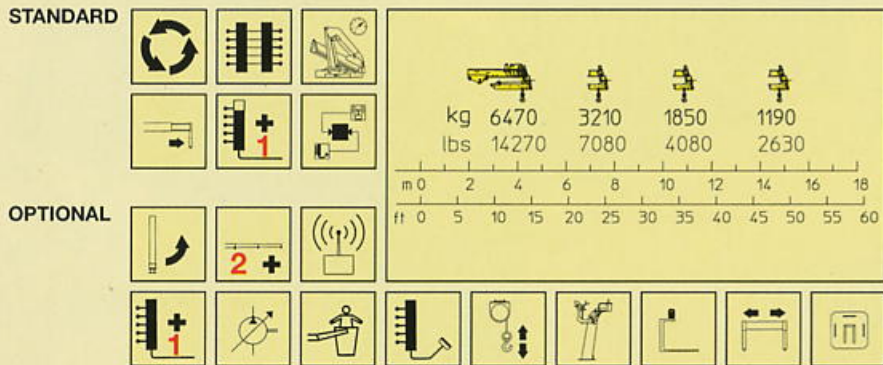 STANDARD
+
1
kg 6470 3210 1850 1190
lbs 14270 7080 4080 2630
m 0 2 4 6 8 10 12 14 16 18
ft 0 5 10 15 20 25 30 35 40 45 50 55 60
OPTIONAL
2 +
+
1